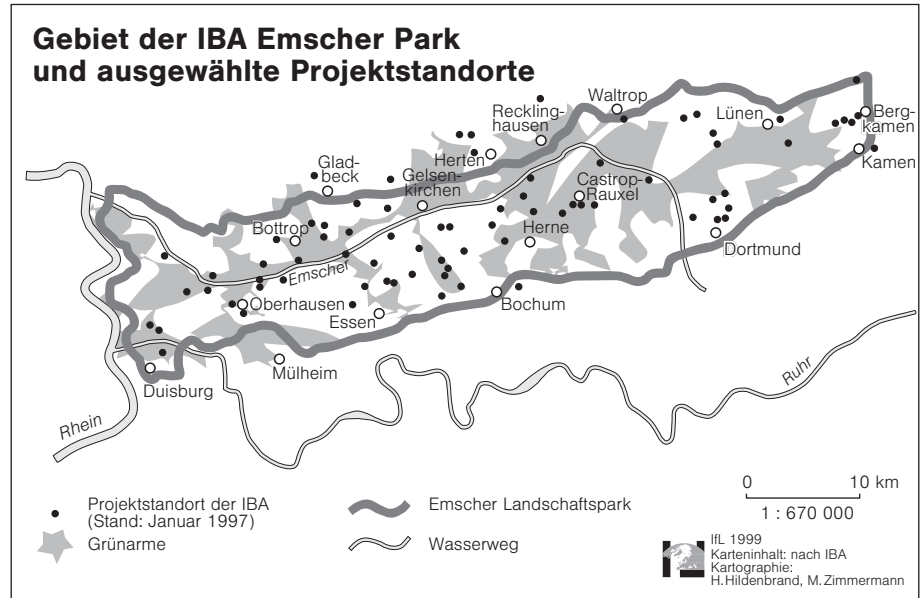 Gebiet der IBA Emscher Park
und ausgewählte Projektstandorte
Reckling-
hausen
Waltrop
Lünen
Berg-
kamen
Kamen
Glad-
beck
Herten
Gelsen-
kirchen
Castrop-
Rauxel
Bottrop
Herne
Dortmund
Emscher
Oberhausen
Essen
Bochum
Duisburg
Mülheim
Rhein
Ruhr
Projektstandort der IBA
(Stand: Januar 1997)
Grünarme
Emscher Landschaftspark
Wasserweg
0 10 km
1 : 670 000
IfL 1999
Karteninhalt: nach IBA
Kartographie:
H.Hildenbrand, M.Zimmermann